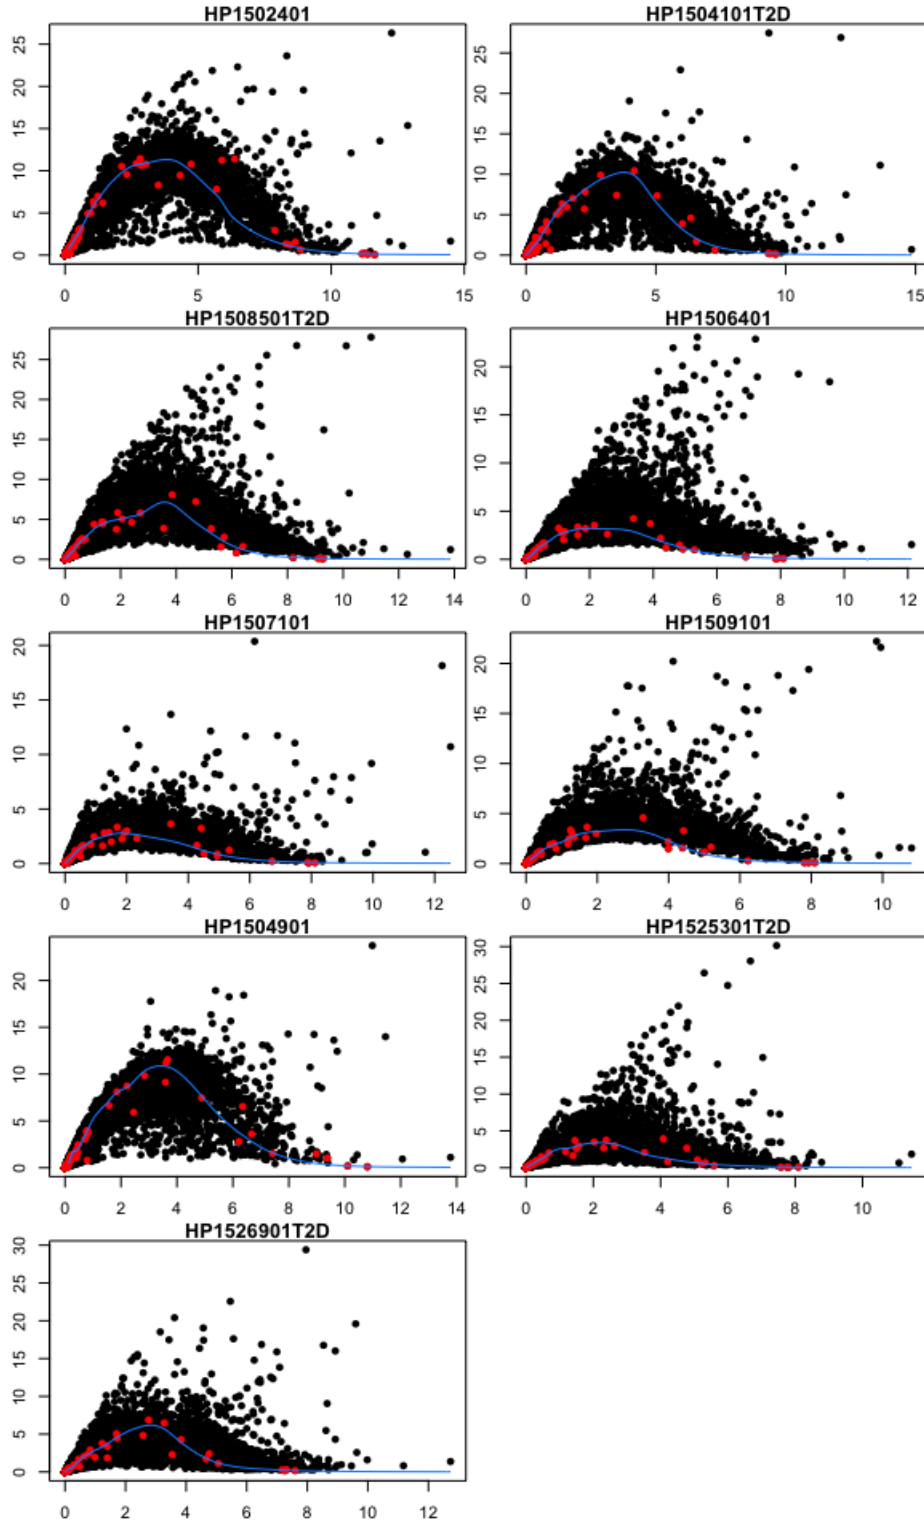 HP1502401
HP1504101T2D
0 5 10 15 20 25
0 5 10 15 20 25
0 5 10 15
0 5 10 15
HP1508501T2D
HP1506401
0 5 10 15 20 25
0 5 10 15 20
0 2 4 6 8 10 12 14
0 2 4 6 8 10 12
HP1507101
HP1509101
0 5 10 15 20
0 5 10 15 20
0 2 4 6 8 10 12
0 2 4 6 8 10
HP1504901
HP1525301T2D
0 5 10 15 20
0 5 10 15 20 25 30
0 2 4 6 8 10 12 14
0 2 4 6 8 10
HP1526901T2D
0 5 10 15 20 25 30
0 2 4 6 8 10 12